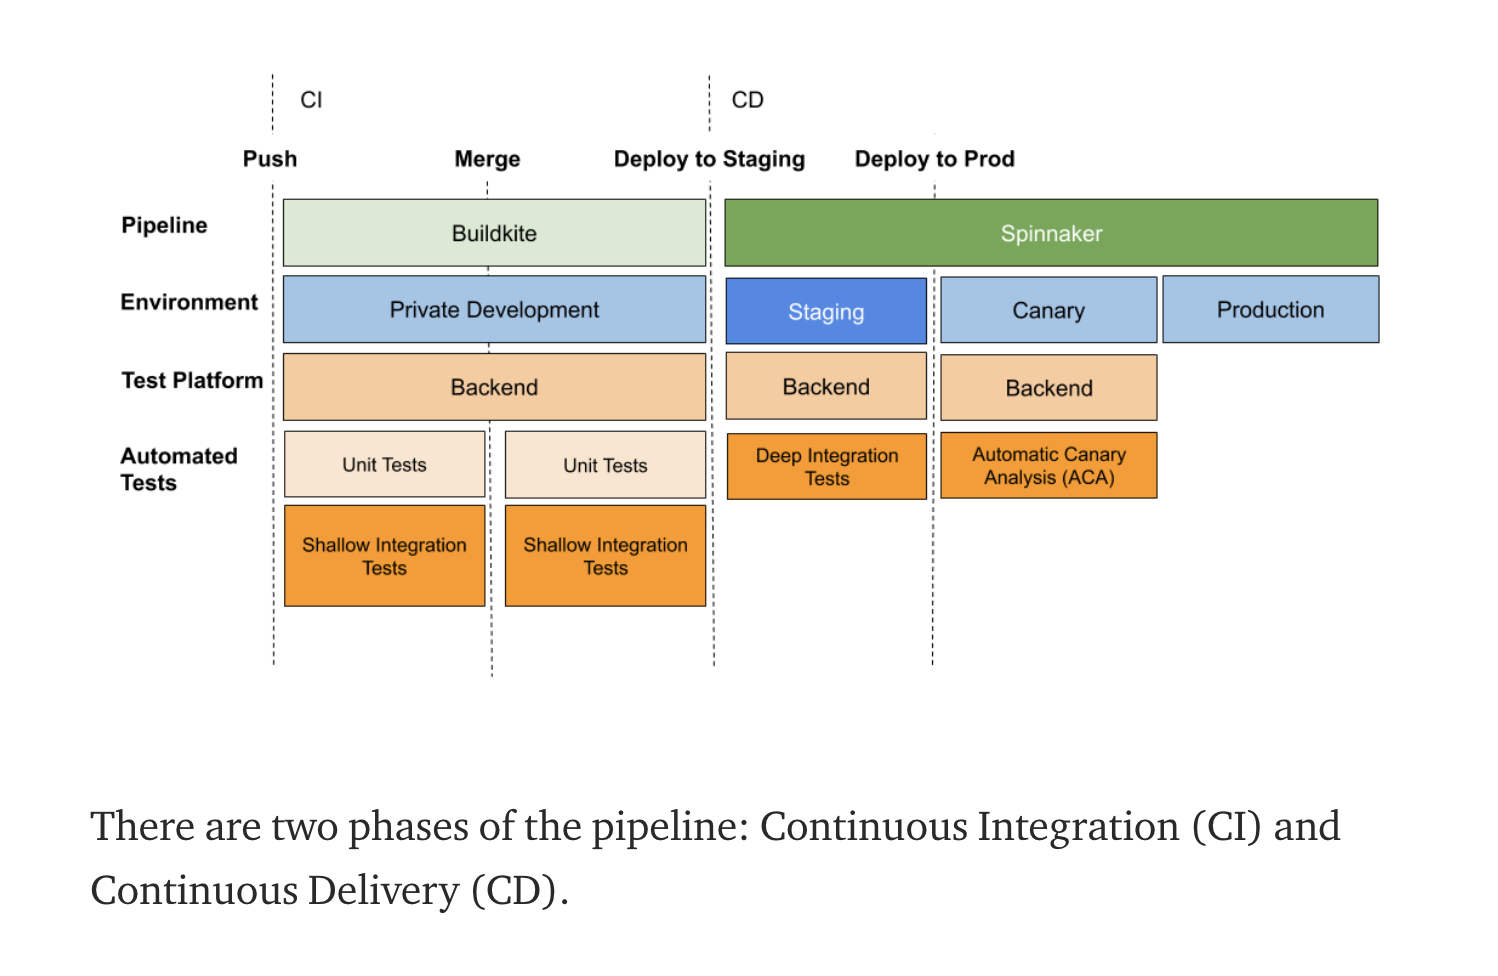 CI
CD
Push
Merge
Deploy to Staging
Deploy to Prod
Pipeline
Buildkite
Spinnaker
Environment
Private Development
Staging
Canary
Production
Test Platform
Backend
Backend
Backend
Automated
Tests
Unit Tests
Unit Tests
Deep Integration
Tests
Automatic Canary
Analysis (ACA)
Shallow Integration
Tests
Shallow Integration
Tests
There are two phases of the pipeline: Continuous Integration (CI) and
Continuous Delivery (CD).